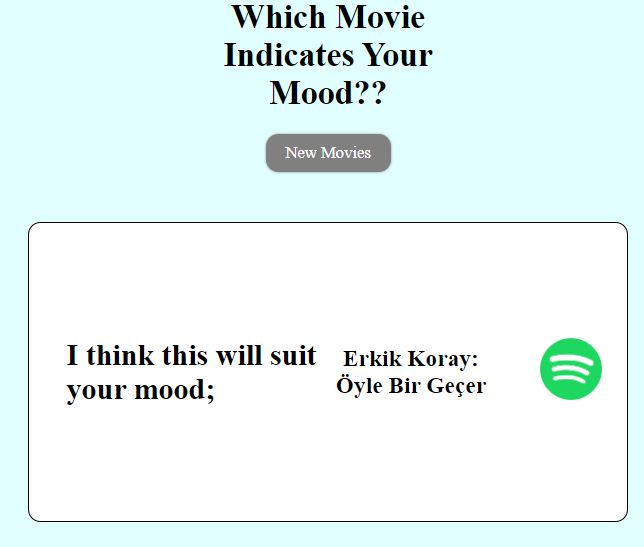 Which Movie
Indicates Your
Mood??
New Movies
I think this will suit
your mood;
Erkik Koray:
Öyle Bir Geçer